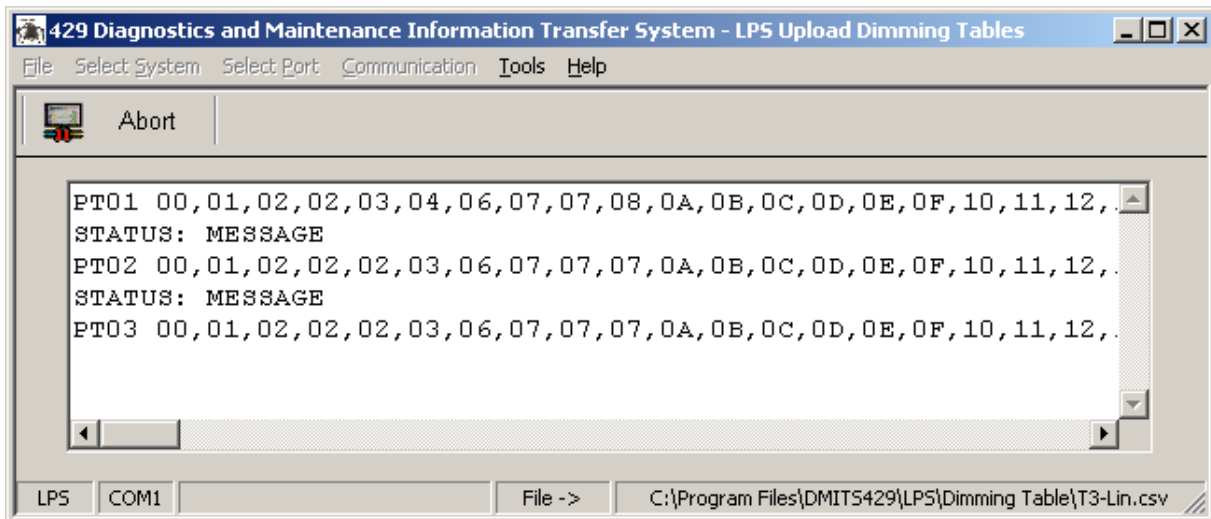 429 Diagnostics and Maintenance Information Transfer System - LPS Upload Dimming Tables
File Select System Select Port Communication Tools Help
Abort
PT01 00,01,02,02,03,04,06,07,07,08,0A,0B,0C,0D,0E,0F,10,11,12,.
STATUS: MESSAGE
PT02 00,01,02,02,02,03,06,07,07,07,0A,0B,0C,0D,0E,0F,10,11,12,.
STATUS: MESSAGE
PT03 00,01,02,02,02,03,06,07,07,07,0A,0B,0C,0D,0E,0F,10,11,12,.
LPS COM1 File -> C:\Program Files\DMITS429\LPS\Dimming Table\T3-Lin.csv